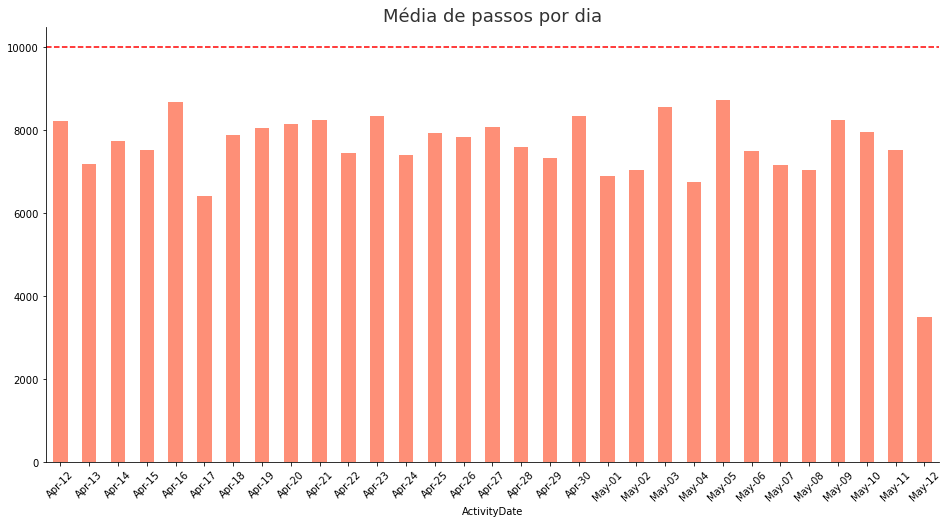 Média de passos por dia
10000
8000
6000
4000
2000
0
Apr-12
Apr-13
Apr-14
Apr-15
Apr-16
Apr-17
Apr-18
Apr-19
Apr-20
Apr-21
Apr-22
Apr-23
Apr-24
Apr-25
Apr-26
Apr-27
Apr-28
Apr-29
Apr-30
May-01
May-02
May-03
May-04
May-05
May-06
May-07
May-08
May-09
May-10
May-11
May-12
ActivityDate